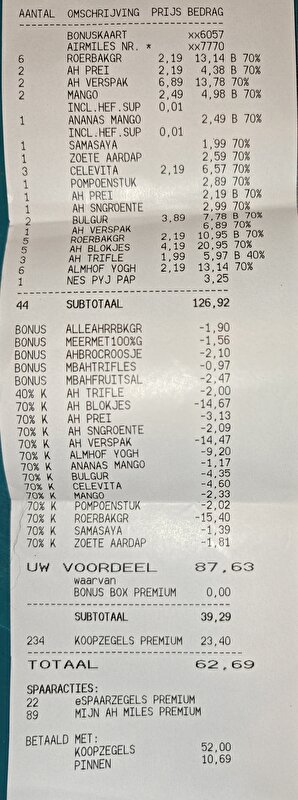 AANTAL OMSCHRIJVING PRIJS BEDRAG
BONUSKAART xx6057
AIRMILES NR. * xx7770
6 ROERBAKGR 2,19 13,14 B 70%
2 AH PREI 2,19 4,38 B 70%
2 AH VERSPAK 6,89 13,78 70%
2 MANGO 2,49 4,98 B 70%
INCL.HEF.SUP 0,01
1 ANANAS MANGO 2,49 B 70%
INCL.HEF.SUP 0,01
1 SAMASAYA 1,99 70%
1 ZOETE AARDAP 2,59 70%
3 CELEVITA 2,19 6,57 70%
1 POMPOENSTUK 2,89 70%
1 AH PREI 2,19 B 70%
1 AH SNGROENTE 2,99 70%
2 BULGUR 3,89 7,78 B 70%
1 AH VERSPAK 6,89 70%
5 ROERBAKGR 2,19 10,95 B 70%
5 AH BLOKJES 4,19 20,95 70%
3 AH TRIFLE 1,99 5,97 B 40%
6 ALMHOF YOGH 2,19 13,14 70%
1 NES PYJ PAP 3,25
44 SUBTOTAAL 126,92
BONUS ALLEAHRRBKGR -1,90
BONUS MEERMET100%G -1,56
BONUS AHBROCROOSJE -2,10
BONUS MBAHTRIFLES -0,97
BONUS MBAHFRUITSAL -2,47
40% K AH TRIFLE -2,00
70% K AH BLOKJES -14,67
70% K AH PREI -3,13
70% K AH SNGROENTE -2,09
70% K AH VERSPAK -14,47
70% K ALMHOF YOGH -9,20
70% K ANANAS MANGO -1,17
70% K BULGUR -4,35
70% K CELEVITA -4,60
70% K MANGO -2,33
70% K POMPOENSTUK -2,02
70% K ROERBAKGR -15,40
70% K SAMASAYA -1,39
70% K ZOETE AARDAP -1,81
UW VOORDEEL 87,63
waarvan
BONUS BOX PREMIUM 0,00
SUBTOTAAL 39,29
234 KOOPZEGELS PREMIUM 23,40
TOTAAL 62,69
SPAARACTIES:
22 eSPAARZEGELS PREMIUM
89 MIJN AH MILES PREMIUM
BETAALD MET:
KOOPZEGELS 52,00
PINNEN 10,69